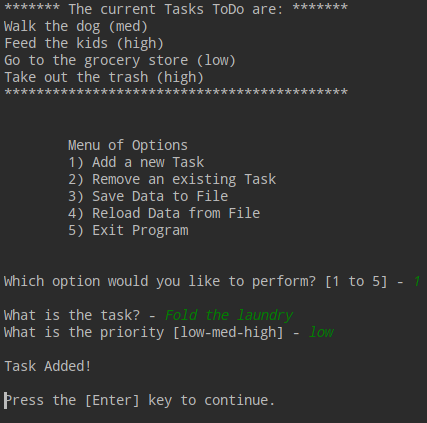 ******* The current Tasks ToDo are: *******
Walk the dog (med)
Feed the kids (high)
Go to the grocery store (low)
Take out the trash (high)
*******************************************
Menu of Options
1) Add a new Task
2) Remove an existing Task
3) Save Data to File
4) Reload Data from File
5) Exit Program
Which option would you like to perform? [1 to 5] - 1
What is the task? - Fold the laundry
What is the priority [low-med-high] - low
Task Added!
Press the [Enter] key to continue.